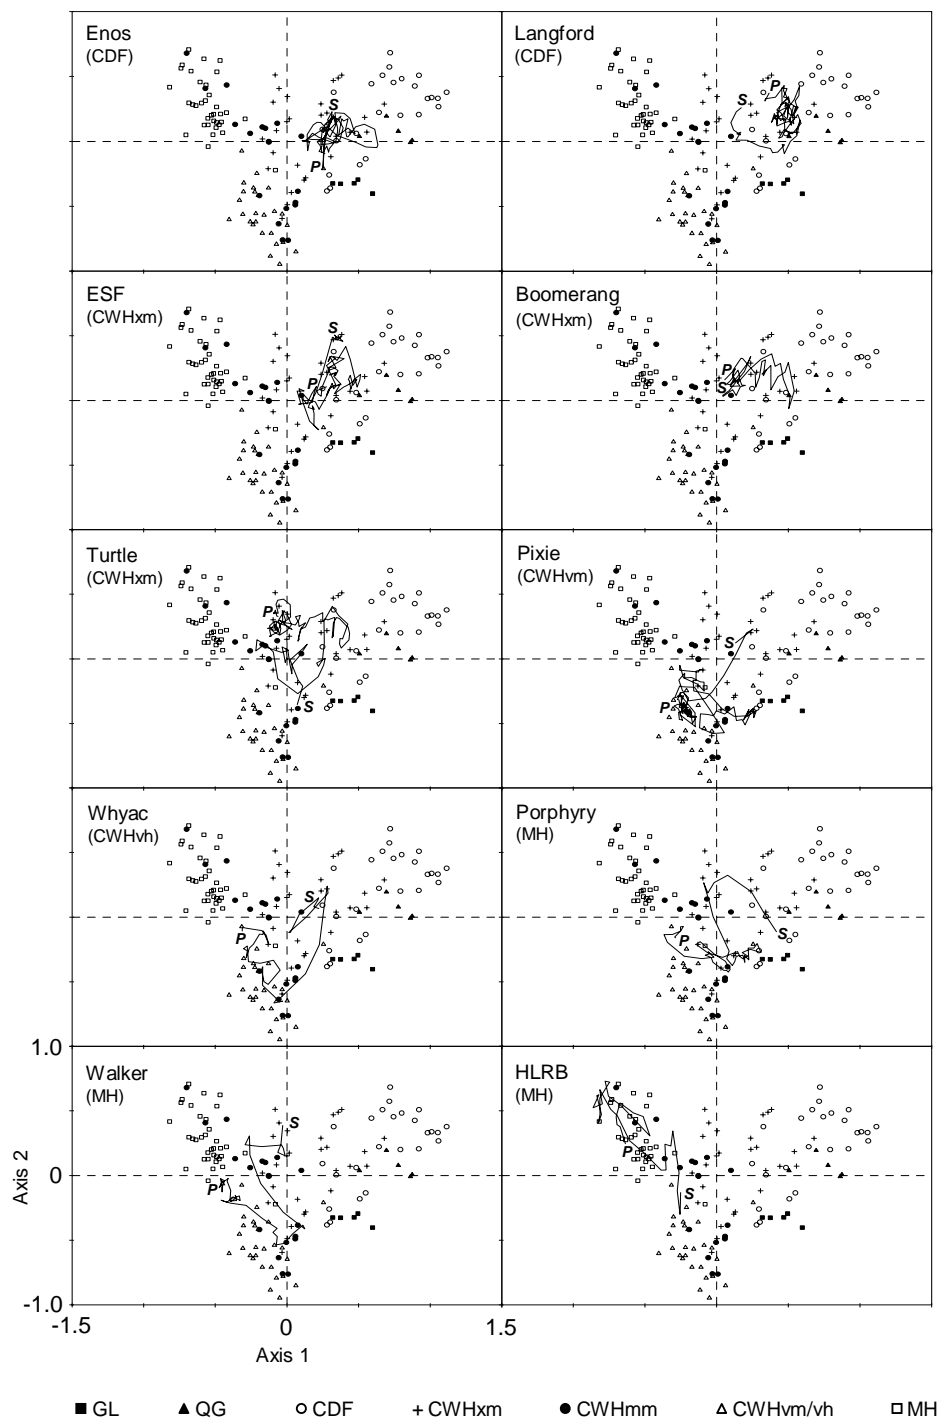 Enos
(CDF)
S
P
Langford
(CDF)
P
S
ESF
(CWHxm)
S
P
Boomerang
(CWHxm)
P
S
Turtle
(CWHxm)
P
S
Pixie
(CWHvm)
S
P
Whyac
(CWHvh)
S
P
Porphyry
(MH)
P
S
1.0
Walker
(MH)
S
P
HLRB
(MH)
P
S
Axis 2
0
-1.0
-1.5
0
1.5
Axis 1
GL QG CDF CWHxm CWHmm CWHvm/vh MH